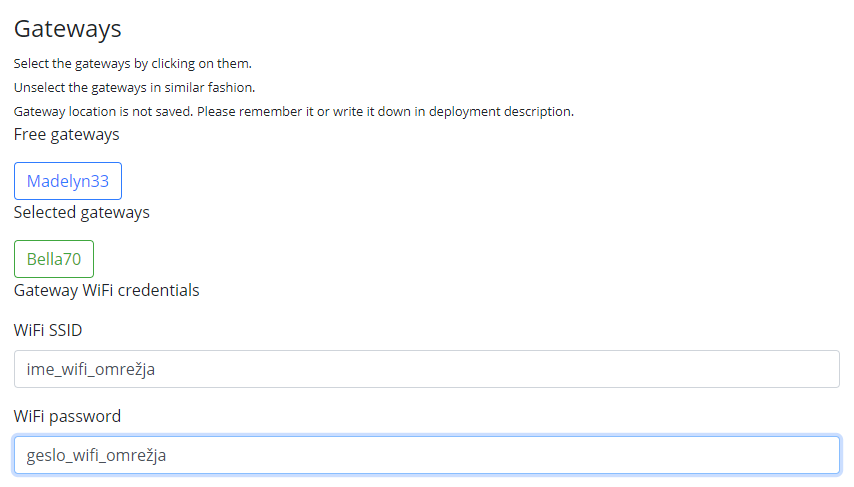 Gateways
Select the gateways by clicking on them.
Unselect the gateways in similar fashion.
Gateway location is not saved. Please remember it or write it down in deployment description.
Free gateways
Madelyn33
Selected gateways
Bella70
Gateway WiFi credentials
WiFi SSID
ime_wifi_omrežja
WiFi password
geslo_wifi_omrežja